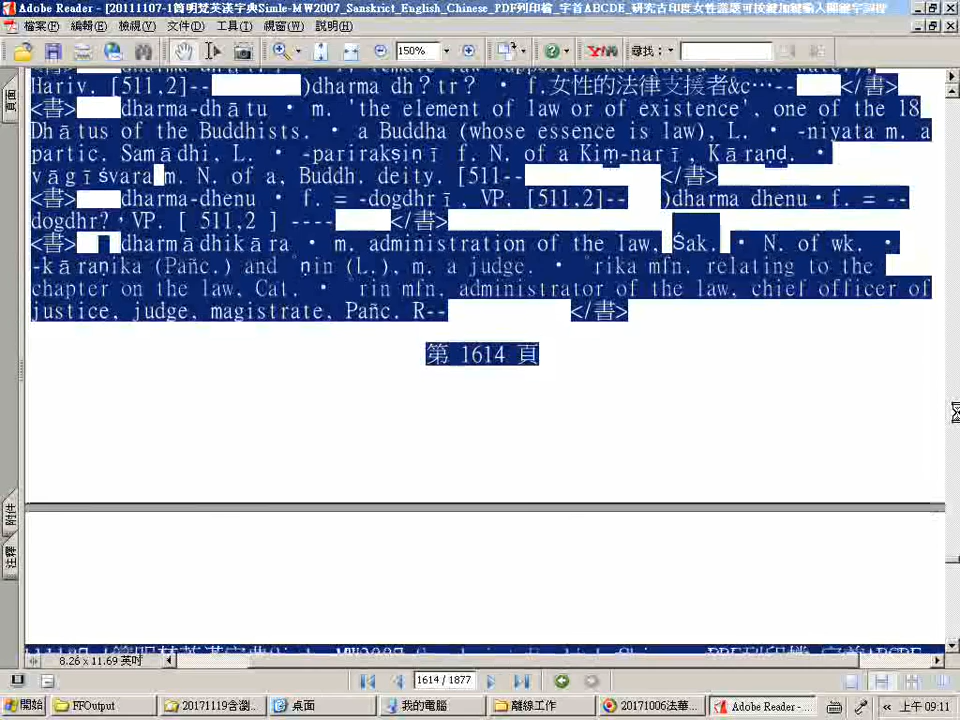 Adobe Reader - [20111107-1簡明梵英漢字典Simle-MW2007_Sanskrict_English_Chinese_PDF列印檔_字首ABCDE_研究古印度女性議題可按
檔案(F) 編輯(E) 檢視(V) 文件(D) 工具(T) 視窗(W) 說明(H)
150% 尋找：
頁面
Hariv. [511,2]-- )dharma dh？tr？ • f.女性的法律支援者&c…-- </書>
<書> dharma-dhātu • m. 'the element of law or of existence', one of the 18
Dhātus of the Buddhists. • a Buddha (whose essence is law), L. • -niyata m. a
partic. Samādhi, L. • -parirakṣiṇī f. N. of a Kiṃ-narī, Kāraṇḍ. •
vāgīśvara m. N. of a, Buddh. deity. [511-- </書>
<書> dharma-dhenu • f. = -dogdhrī, VP. [511,2]-- )dharma dhenu•f. = --
dogdhr?，VP. [ 511,2 ] ---- </書>
<書> dharmādhikāra • m. administration of the law, Śak. • N. of wk. •
-kāraṇika (Pañc.) and °ṇin (L.), m. a judge. • °rika mfn. relating to the
chapter on the law, Cat. • °rin mfn. administrator of the law, chief officer of
justice, judge, magistrate, Pañc. R-- </書>
第 1614 頁
附件
注釋
8.26 x 11.69 英吋
1614 / 1877
開始 FFOutput 20171119含瀏... 桌面 我的電腦 離線工作 20171006法華... Adobe Reader - ... 上午 09:11